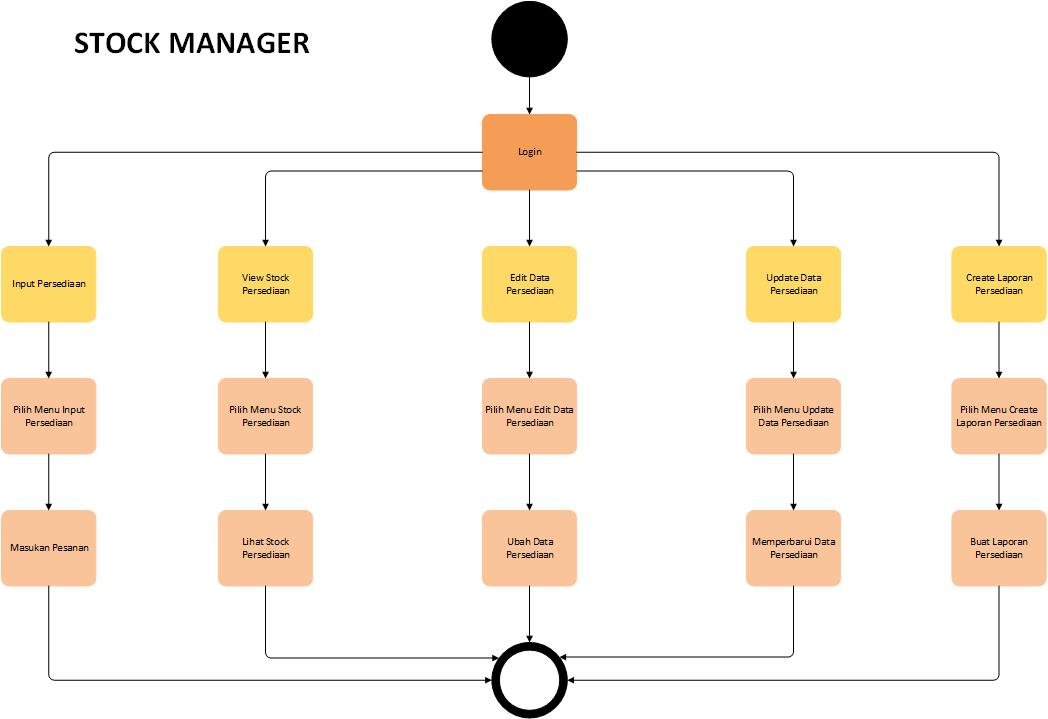 STOCK MANAGER
Login
Input Persediaan
View Stock
Persediaan
Edit Data
Persediaan
Update Data
Persediaan
Create Laporan
Persediaan
Pilih Menu Input
Persediaan
Pilih Menu Stock
Persediaan
Pilih Menu Edit Data
Persediaan
Pilih Menu Update
Data Persediaan
Pilih Menu Create
Laporan Persediaan
Masukan Pesanan
Lihat Stock
Persediaan
Ubah Data
Persediaan
Memperbarui Data
Persediaan
Buat Laporan
Persediaan